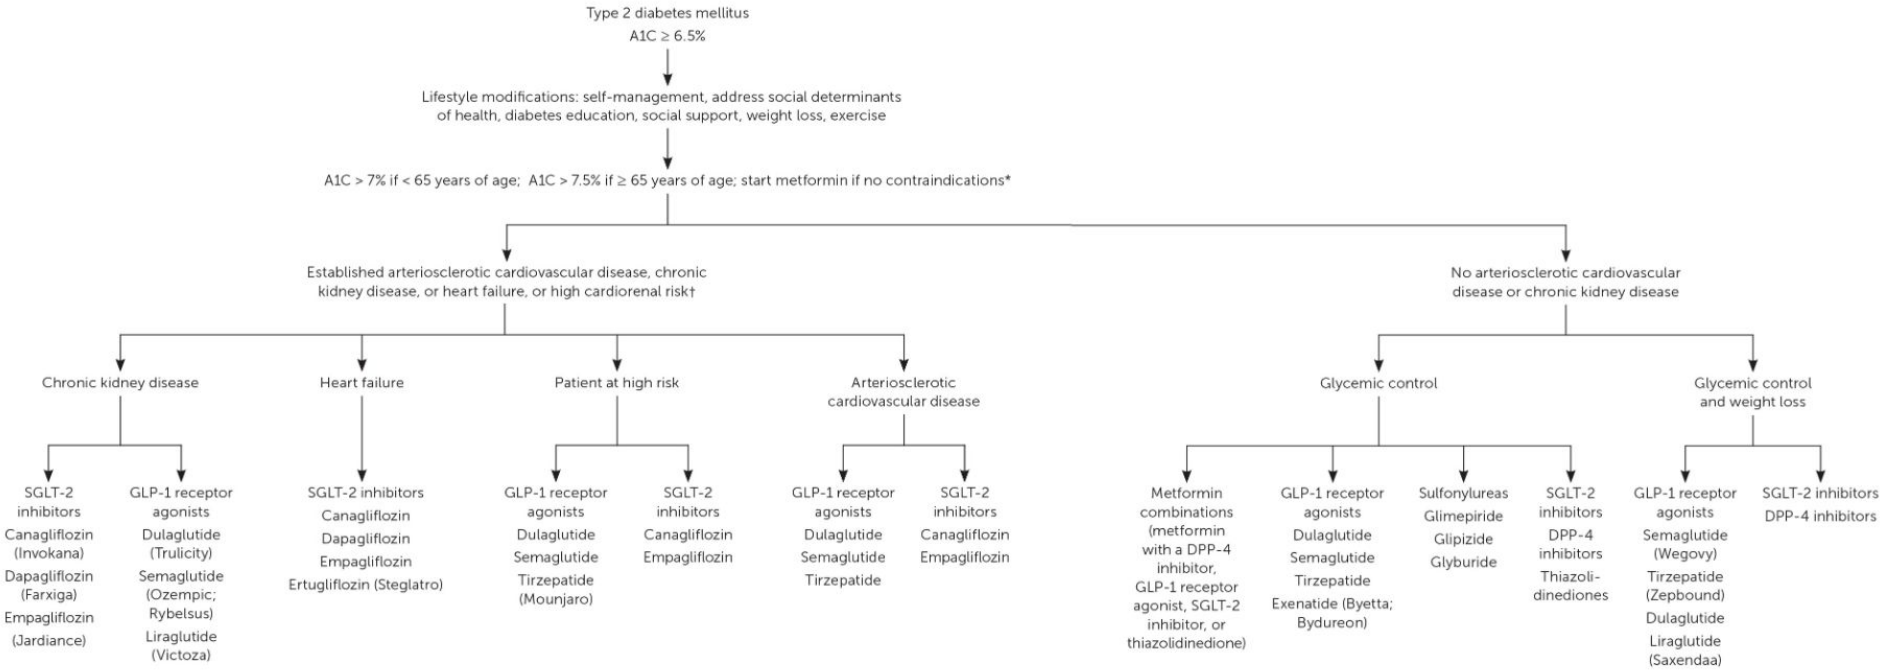 Type 2 diabetes mellitus
A1C ≥ 6.5%
Lifestyle modifications: self-management, address social determinants
of health, diabetes education, social support, weight loss, exercise
A1C > 7% if < 65 years of age; A1C > 7.5% if ≥ 65 years of age; start metformin if no contraindications*
Established arteriosclerotic cardiovascular disease, chronic
kidney disease, or heart failure, or high cardiorenal risk†
No arteriosclerotic cardiovascular
disease or chronic kidney disease
Chronic kidney disease
Heart failure
Patient at high risk
Arteriosclerotic
cardiovascular disease
Glycemic control
Glycemic control
and weight loss
SGLT-2
inhibitors
Canagliflozin
(Invokana)
Dapagliflozin
(Farxiga)
Empagliflozin
(Jardiance)
GLP-1 receptor
agonists
Dulaglutide
(Trulicity)
Semaglutide
(Ozempic;
Rybelsus)
Liraglutide
(Victoza)
SGLT-2 inhibitors
Canagliflozin
Dapagliflozin
Empagliflozin
Ertugliflozin (Steglatro)
GLP-1 receptor
agonists
Dulaglutide
Semaglutide
Tirzepatide
(Mounjaro)
SGLT-2
inhibitors
Canagliflozin
Empagliflozin
GLP-1 receptor
agonists
Dulaglutide
Semaglutide
Tirzepatide
SGLT-2
inhibitors
Canagliflozin
Empagliflozin
Metformin
combinations
(metformin
with a DPP-4
inhibitor,
GLP-1 receptor
agonist, SGLT-2
inhibitor, or
thiazolidinedione)
GLP-1 receptor
agonists
Dulaglutide
Semaglutide
Tirzepatide
Exenatide (Byetta;
Bydureon)
Sulfonylureas
Glimepiride
Glipizide
Glyburide
SGLT-2
inhibitors
DPP-4
inhibitors
Thiazoli-
dinediones
GLP-1 receptor
agonists
Semaglutide
(Wegovy)
Tirzepatide
(Zepbound)
Dulaglutide
Liraglutide
(Saxendaa)
SGLT-2 inhibitors
DPP-4 inhibitors